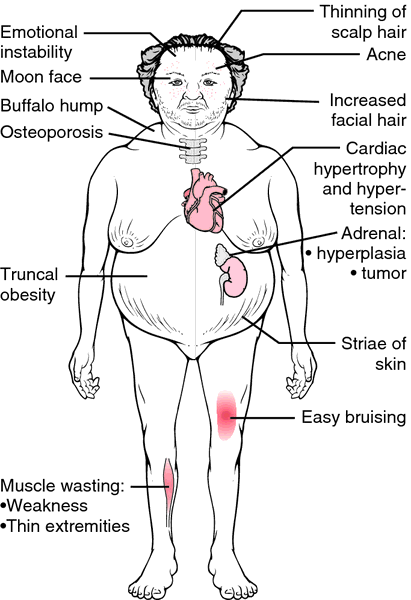 Emotional
instability
Moon face
Buffalo hump
Osteoporosis
Truncal
obesity
Muscle wasting:
•Weakness
•Thin extremities
Thinning of
scalp hair
Acne
Increased
facial hair
Cardiac
hypertrophy
and hyper-
tension
Adrenal:
• hyperplasia
• tumor
Striae of
skin
Easy bruising